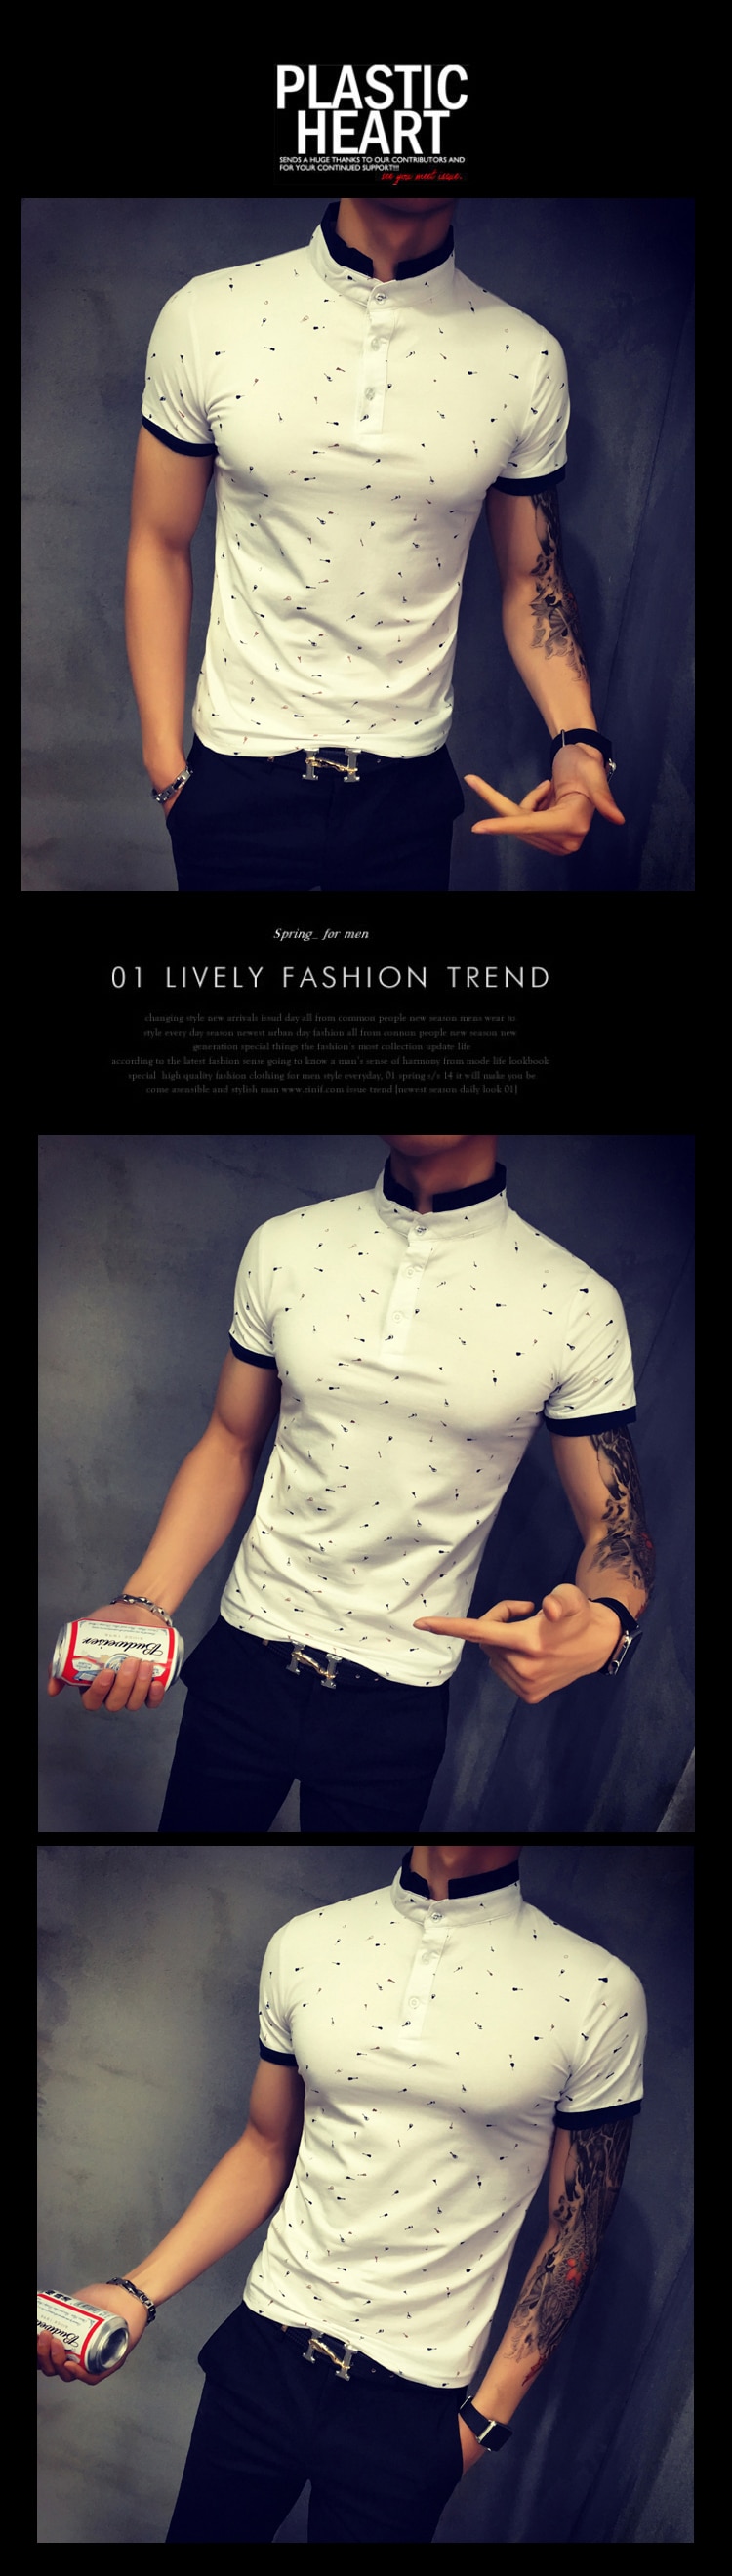 PLASTIC
HEART
SENDS A HUGE THANKS TO OUR CONTRIBUTORS AND
FOR YOUR CONTINUED SUPPORT!!!
see you next issue.
Spring_ for men
01 LIVELY FASHION TREND
changing style new arrivals issud day all from common people new season mens wear to
style every day season newest urban day fashion all from connon people new season new
generation special things the fashion's most collection update life
according to the latest fashion sense going to know a man's sense of harmony from mode life lookbook
special high quality fashion clothing for men style everyday, 01 spring s/s 14 it will make you be
come asensible and stylish man www.zinif.com issue trend [newest season daily look 01]
Budweiser
Budweiser